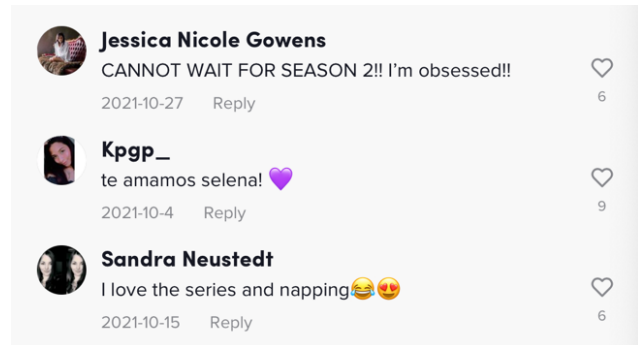 Jessica Nicole Gowens
CANNOT WAIT FOR SEASON 2!! I'm obsessed!!
2021-10-27 Reply
6
Kpgp_
te amamos selena! 💜
2021-10-4 Reply
9
Sandra Neustedt
I love the series and napping😂😍
2021-10-15 Reply
6